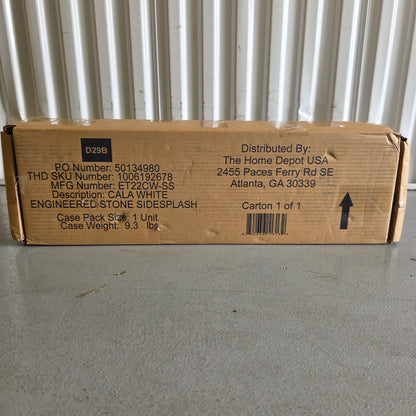 D29B
PO Number: 50134980
THD SKU Number: 1006192678
MFG Number: ET22CW-SS
Description: CALA WHITE
ENGINEERED STONE SIDESPLASH
Case Pack Size: 1 Unit
Case Weight: 9.3 lbs.
Distributed By:
The Home Depot USA
2455 Paces Ferry Rd SE
Atlanta, GA 30339
Carton 1 of 1